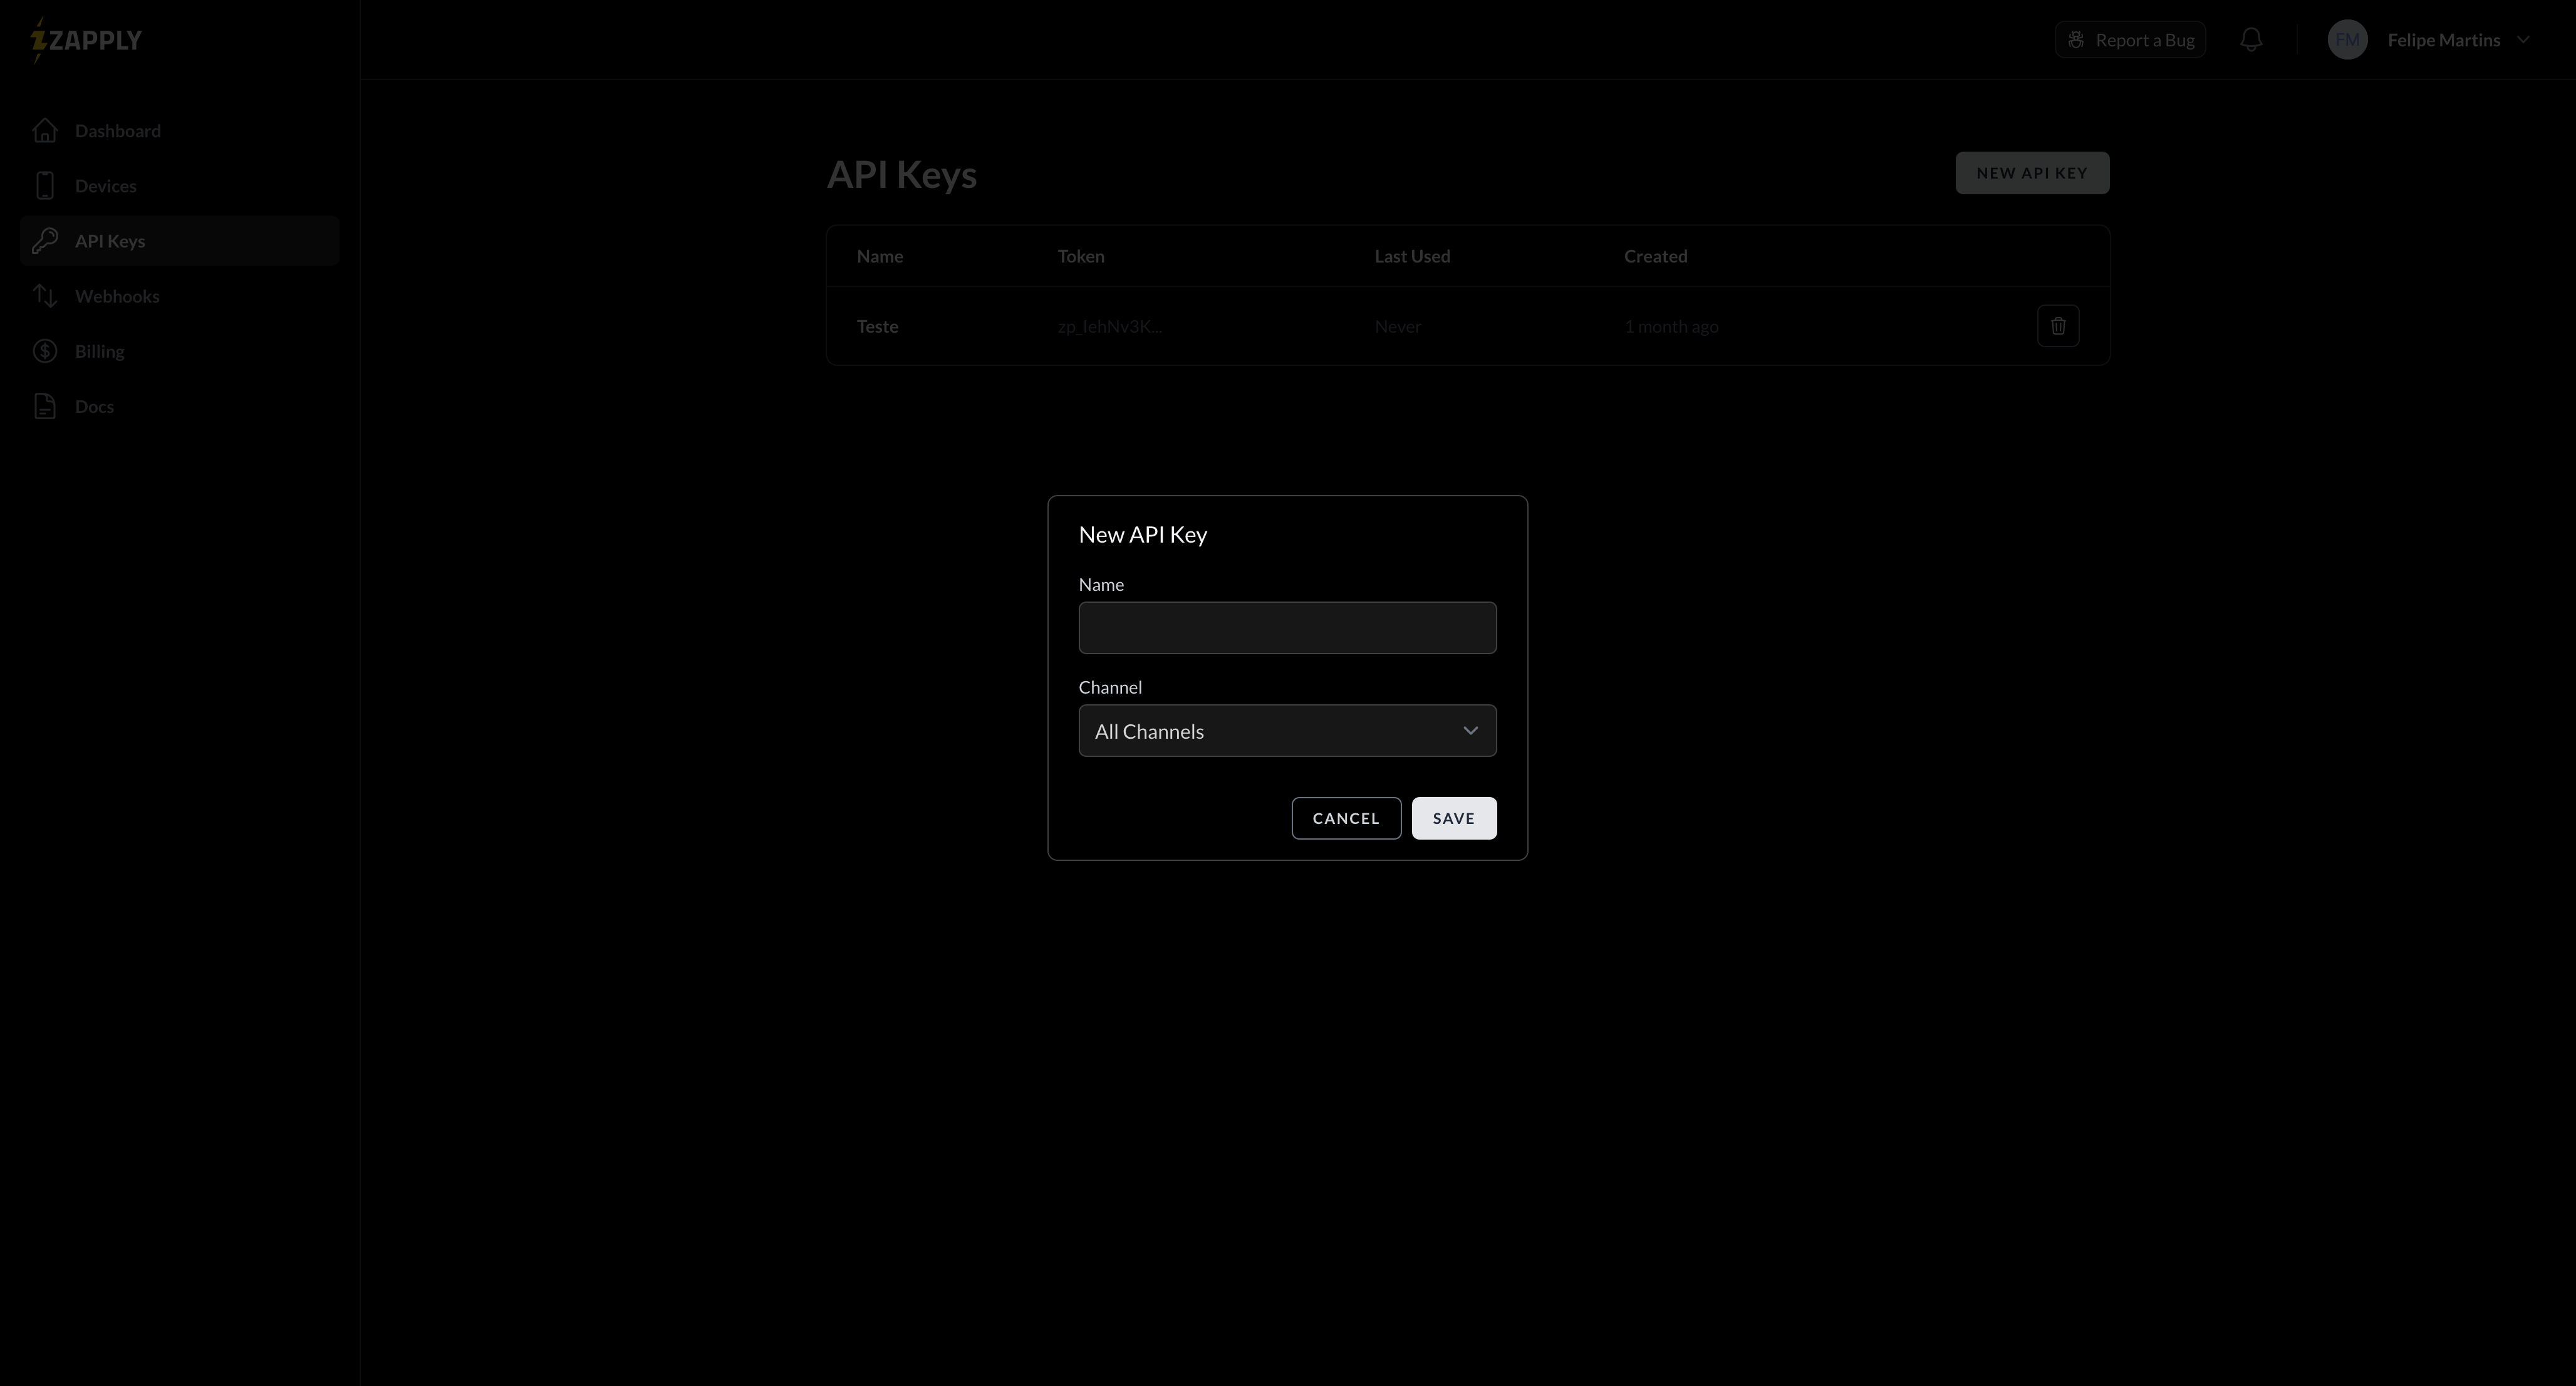 ZAPPLY
Report a Bug
FM
Felipe Martins
Dashboard
Devices
API Keys
Webhooks
Billing
Docs
API Keys
NEW API KEY
Name Token Last Used Created
Teste zp_IehNv3K... Never 1 month ago
New API Key
Name
Channel
All Channels
CANCEL SAVE